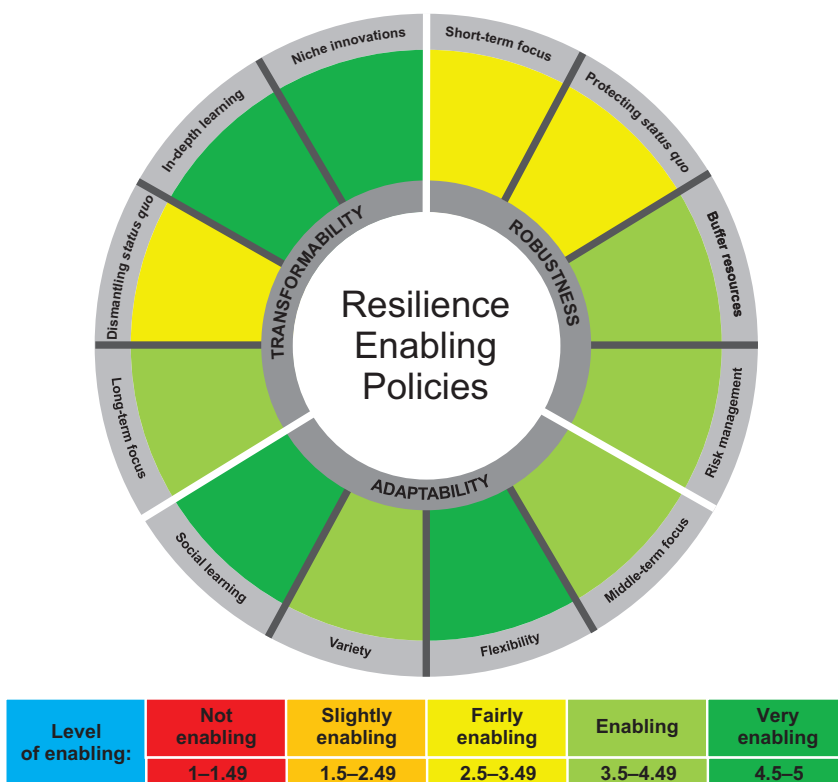 Niche innovations
Short-term focus
In-depth learning
Protecting status quo
Dismantling status quo
Buffer resources
TRANSFORMABILITY
ROBUSTNESS
Resilience
Enabling
Policies
Long-term focus
Risk management
ADAPTABILITY
Social learning
Middle-term focus
Variety
Flexibility
Level
of enabling:
Not
enabling
Slightly
enabling
Fairly
enabling
Enabling
Very
enabling
1–1.49
1.5–2.49
2.5–3.49
3.5–4.49
4.5–5